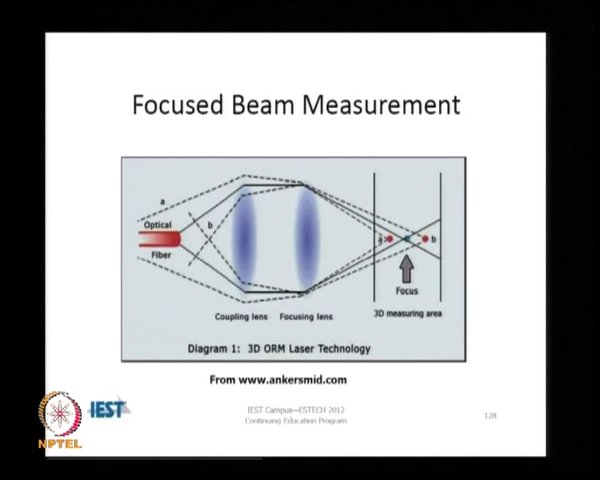 Focused Beam Measurement
a
Optical
Fiber
b
a
b
Focus
Coupling lens
Focusing lens
3D measuring area
Diagram 1: 3D ORM Laser Technology
From www.ankersmid.com
IEST
NPTEL
IEST Campus—ESTECH 2012
Continuing Education Program
128